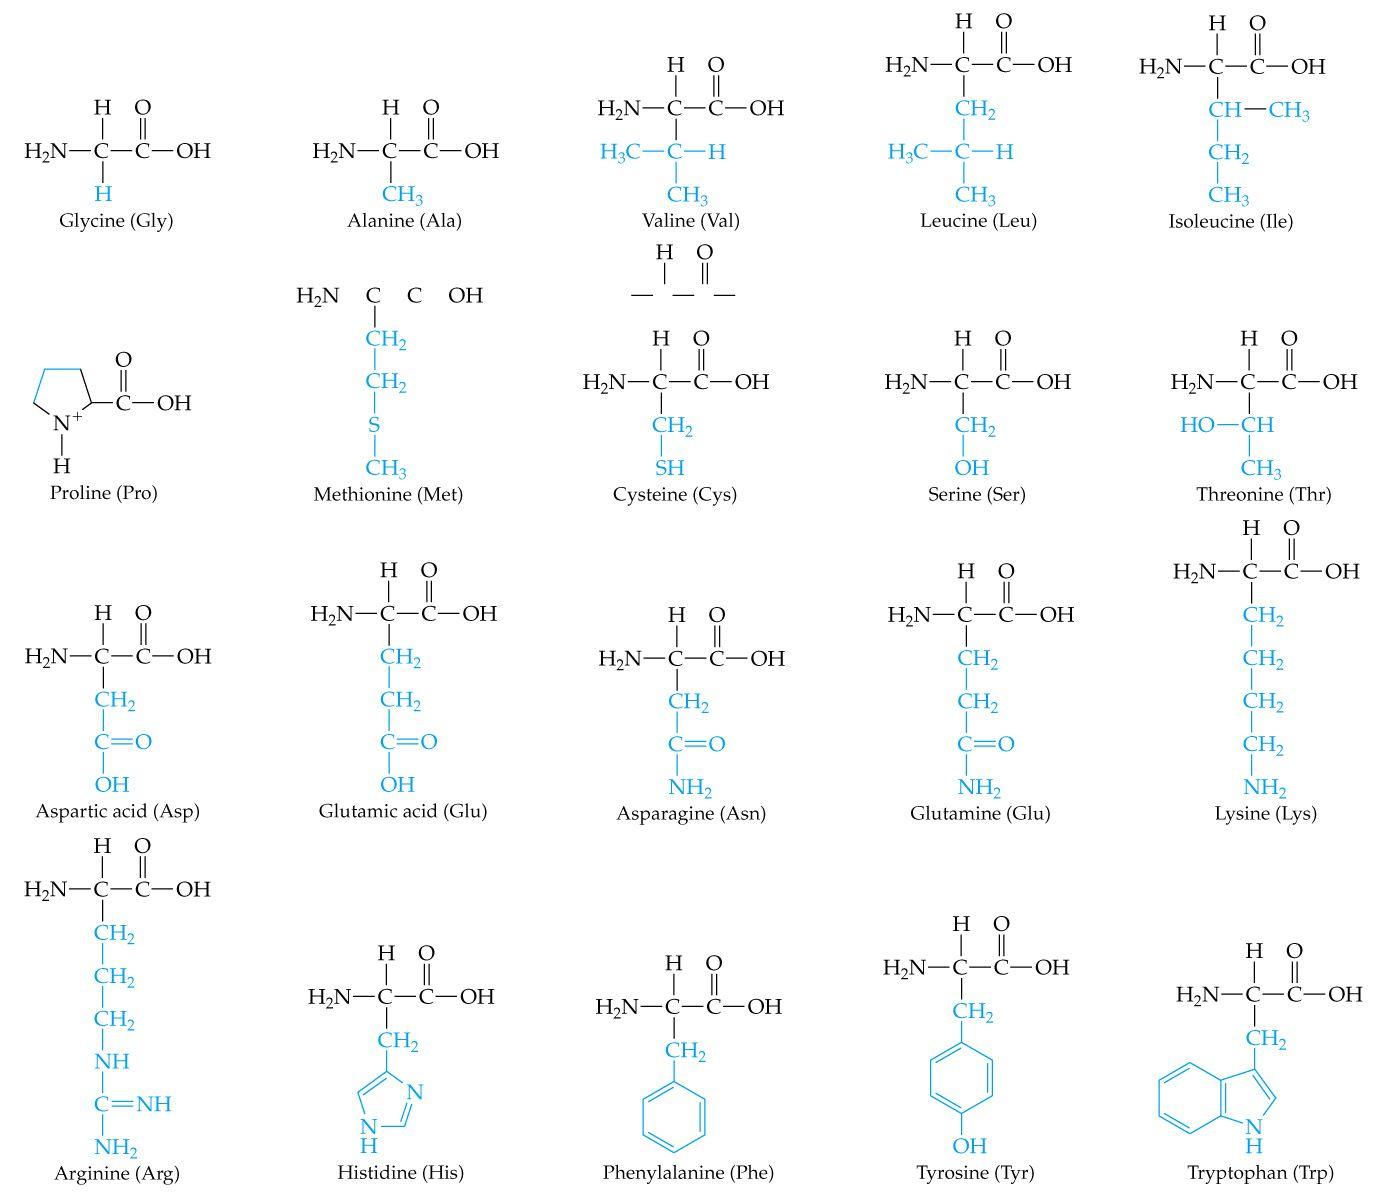 H O
H₂N—C—C—OH
H
Glycine (Gly)
H O
H₂N—C—C—OH
CH₃
Alanine (Ala)
H O
H₂N—C—C—OH
H₃C—C—H
CH₃
Valine (Val)
H O
H₂N—C—C—OH
CH₂
H₃C—C—H
CH₃
Leucine (Leu)
H O
H₂N—C—C—OH
CH—CH₃
CH₂
CH₃
Isoleucine (Ile)
O
C—OH
N⁺
H
Proline (Pro)
H₂N C C OH
CH₂
CH₂
S
CH₃
Methionine (Met)
H O
H O
H₂N—C—C—OH
CH₂
SH
Cysteine (Cys)
H O
H₂N—C—C—OH
CH₂
OH
Serine (Ser)
H O
H₂N—C—C—OH
HO—CH
CH₃
Threonine (Thr)
H O
H₂N—C—C—OH
CH₂
C=O
OH
Aspartic acid (Asp)
H O
H₂N—C—C—OH
CH₂
CH₂
C=O
OH
Glutamic acid (Glu)
H O
H₂N—C—C—OH
CH₂
C=O
NH₂
Asparagine (Asn)
H O
H₂N—C—C—OH
CH₂
CH₂
C=O
NH₂
Glutamine (Glu)
H O
H₂N—C—C—OH
CH₂
CH₂
CH₂
CH₂
NH₂
Lysine (Lys)
H O
H₂N—C—C—OH
CH₂
CH₂
CH₂
NH
C=NH
NH₂
Arginine (Arg)
H O
H₂N—C—C—OH
CH₂
N
N
H
Histidine (His)
H O
H₂N—C—C—OH
CH₂
Phenylalanine (Phe)
H O
H₂N—C—C—OH
CH₂
OH
Tyrosine (Tyr)
H O
H₂N—C—C—OH
CH₂
N
H
Tryptophan (Trp)